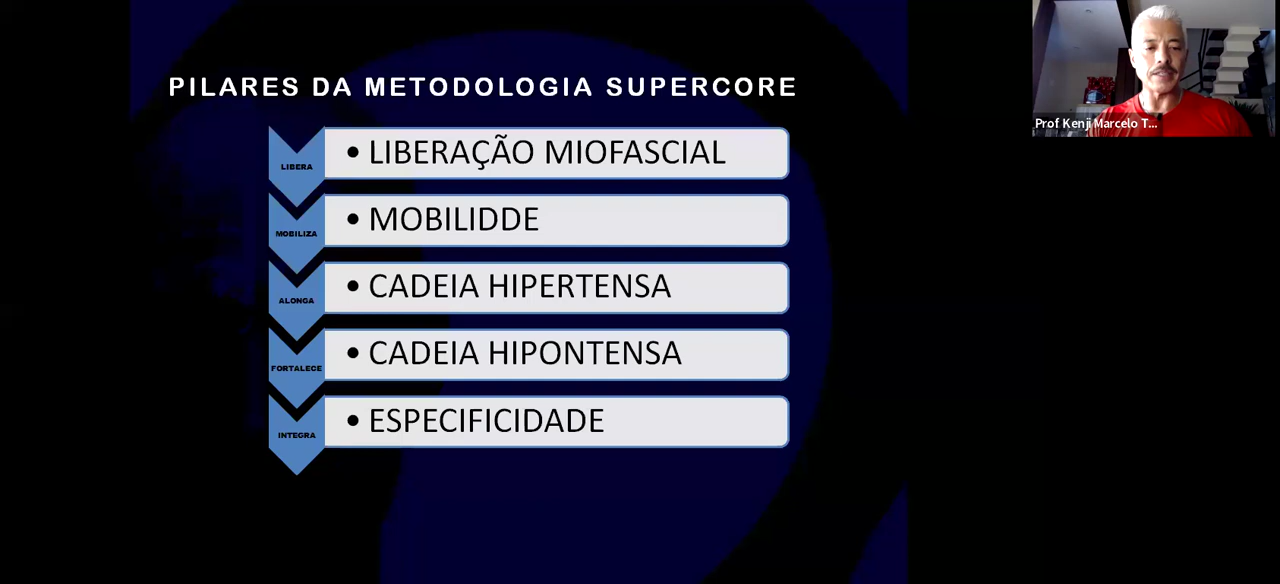 PILARES DA METODOLOGIA SUPERCORE
Prof Kenji Marcelo T...
LIBERA
• LIBERAÇÃO MIOFASCIAL
MOBILIZA
• MOBILIDDE
ALONGA
• CADEIA HIPERTENSA
FORTALECE
• CADEIA HIPONTENSA
INTEGRA
• ESPECIFICIDADE